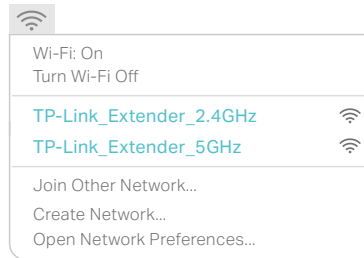 Wi-Fi: On
Turn Wi-Fi Off
TP-Link_Extender_2.4GHz
TP-Link_Extender_5GHz
Join Other Network...
Create Network...
Open Network Preferences...